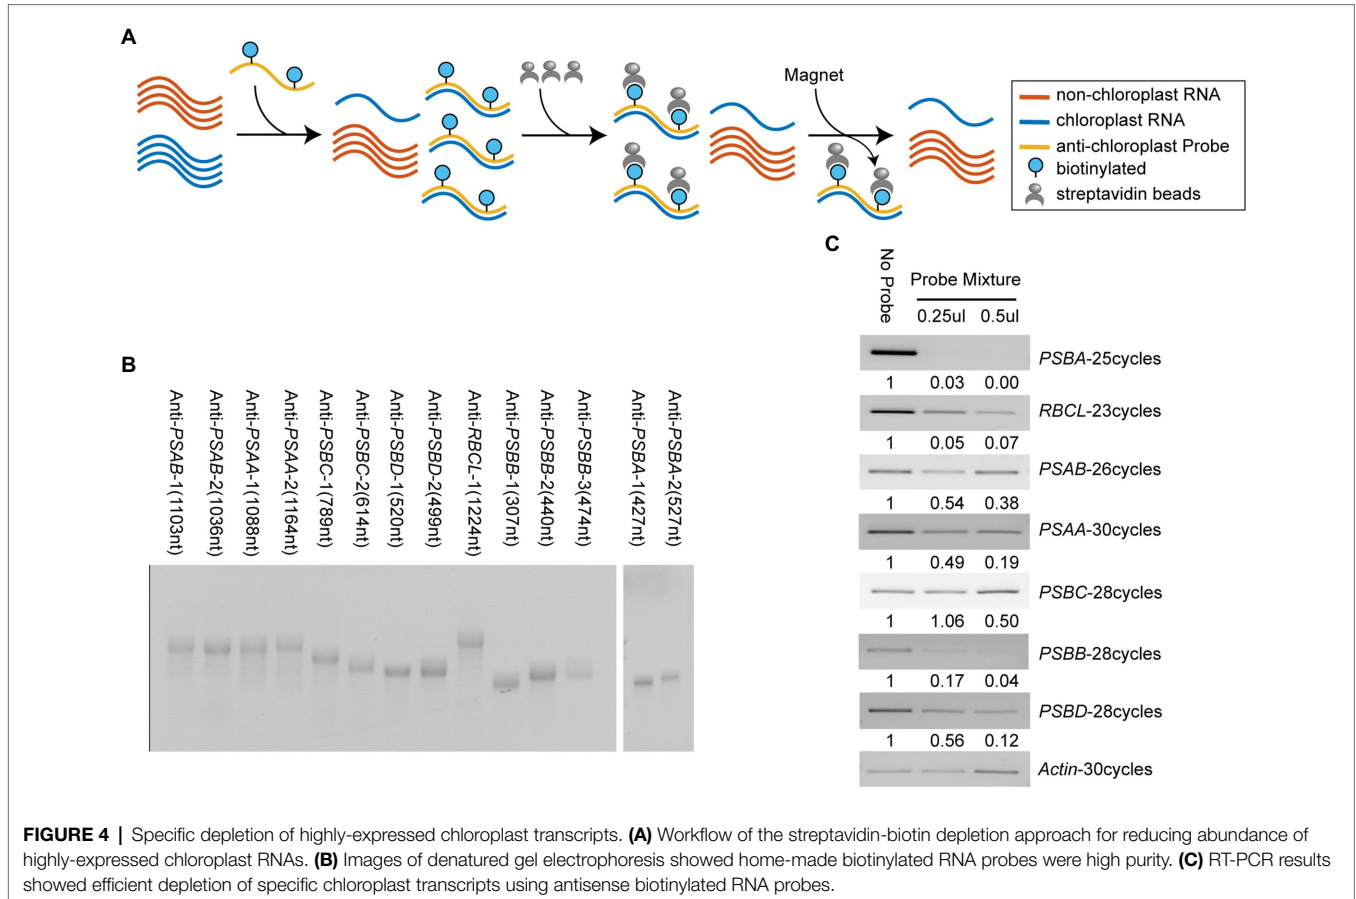 A
Magnet
non-chloroplast RNA
chloroplast RNA
anti-chloroplast Probe
biotinylated
streptavidin beads
B
Anti-PSAB-1(1103nt)
Anti-PSAB-2(1036nt)
Anti-PSAA-1(1088nt)
Anti-PSAA-2(1164nt)
Anti-PSBC-1(789nt)
Anti-PSBC-2(614nt)
Anti-PSBD-1(520nt)
Anti-PSBD-2(499nt)
Anti-RBCL-1(1224nt)
Anti-PSBB-1(307nt)
Anti-PSBB-2(440nt)
Anti-PSBB-3(474nt)
Anti-PSBA-1(427nt)
Anti-PSBA-2(527nt)
C
No Probe
Probe Mixture
0.25ul 0.5ul
PSBA-25cycles
1 0.03 0.00
RBCL-23cycles
1 0.05 0.07
PSAB-26cycles
1 0.54 0.38
PSAA-30cycles
1 0.49 0.19
PSBC-28cycles
1 1.06 0.50
PSBB-28cycles
1 0.17 0.04
PSBD-28cycles
1 0.56 0.12
Actin-30cycles
FIGURE 4 | Specific depletion of highly-expressed chloroplast transcripts. (A) Workflow of the streptavidin-biotin depletion approach for reducing abundance of
highly-expressed chloroplast RNAs. (B) Images of denatured gel electrophoresis showed home-made biotinylated RNA probes were high purity. (C) RT-PCR results
showed efficient depletion of specific chloroplast transcripts using antisense biotinylated RNA probes.